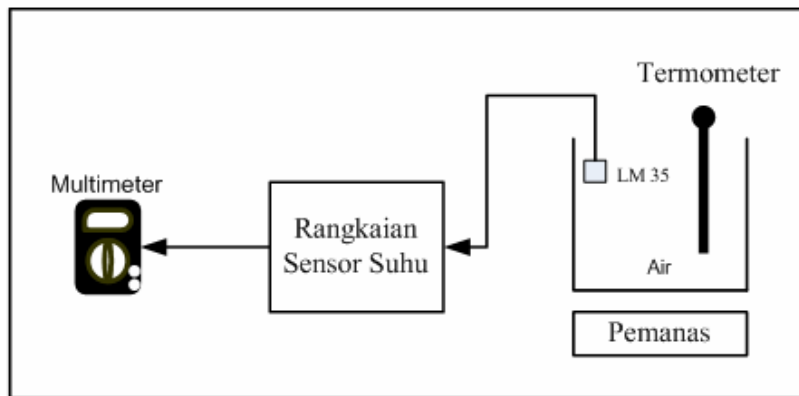 Termometer
Multimeter
LM 35
Rangkaian
Sensor Suhu
Air
Pemanas